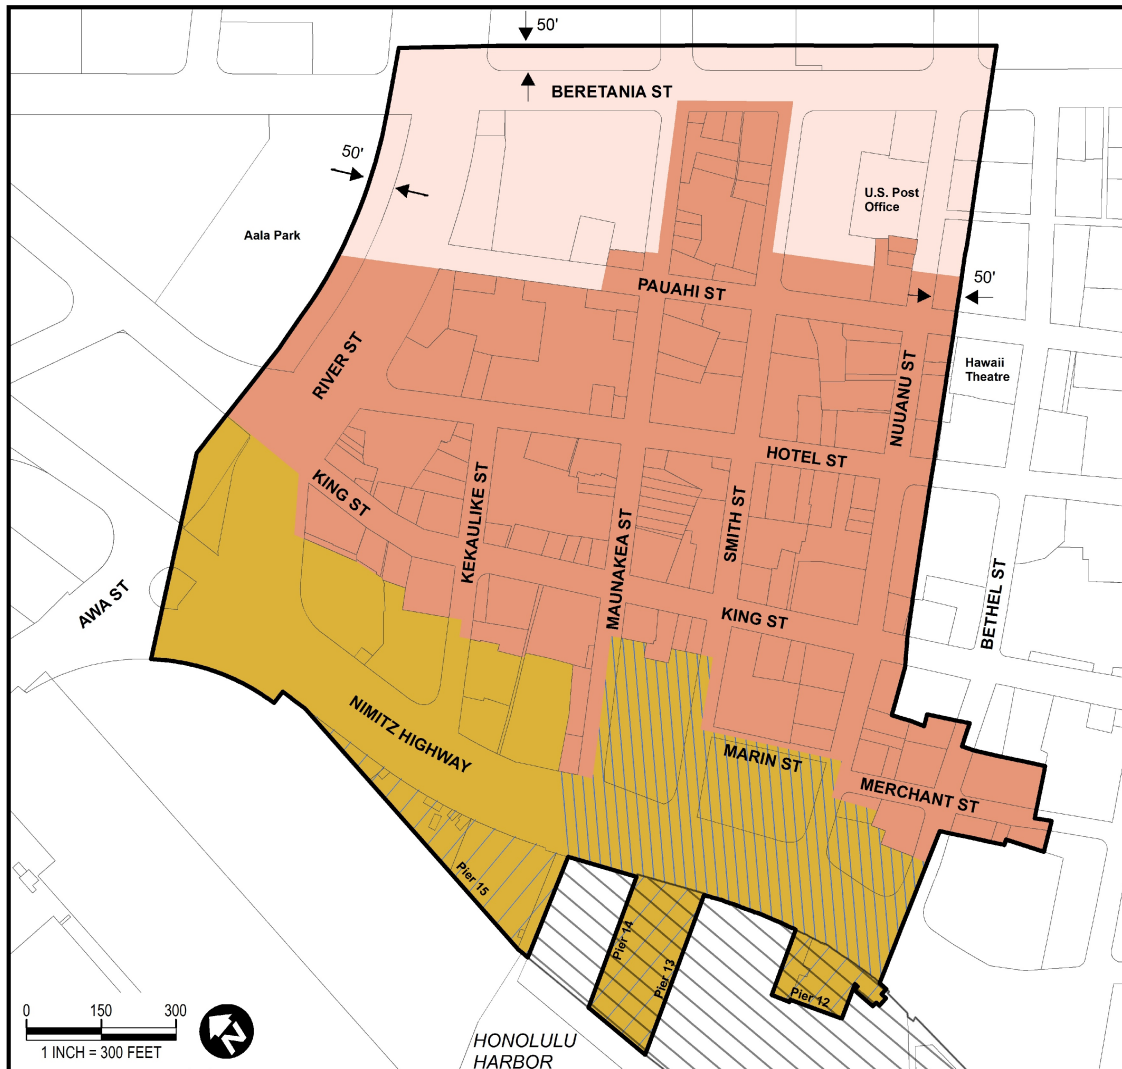 50'
BERETANIA ST
50'
U.S. Post
Office
Aala Park
PAUAHI ST
50'
RIVER ST
Hawaii
Theatre
NUUANU ST
HOTEL ST
KING ST
KEKAULIKE ST
SMITH ST
MAUNAKEA ST
AWA ST
KING ST
BETHEL ST
NIMITZ HIGHWAY
MARIN ST
MERCHANT ST
Pier 15
Pier 14
Pier 13
Pier 12
0 150 300
1 INCH = 300 FEET
N
HONOLULU
HARBOR